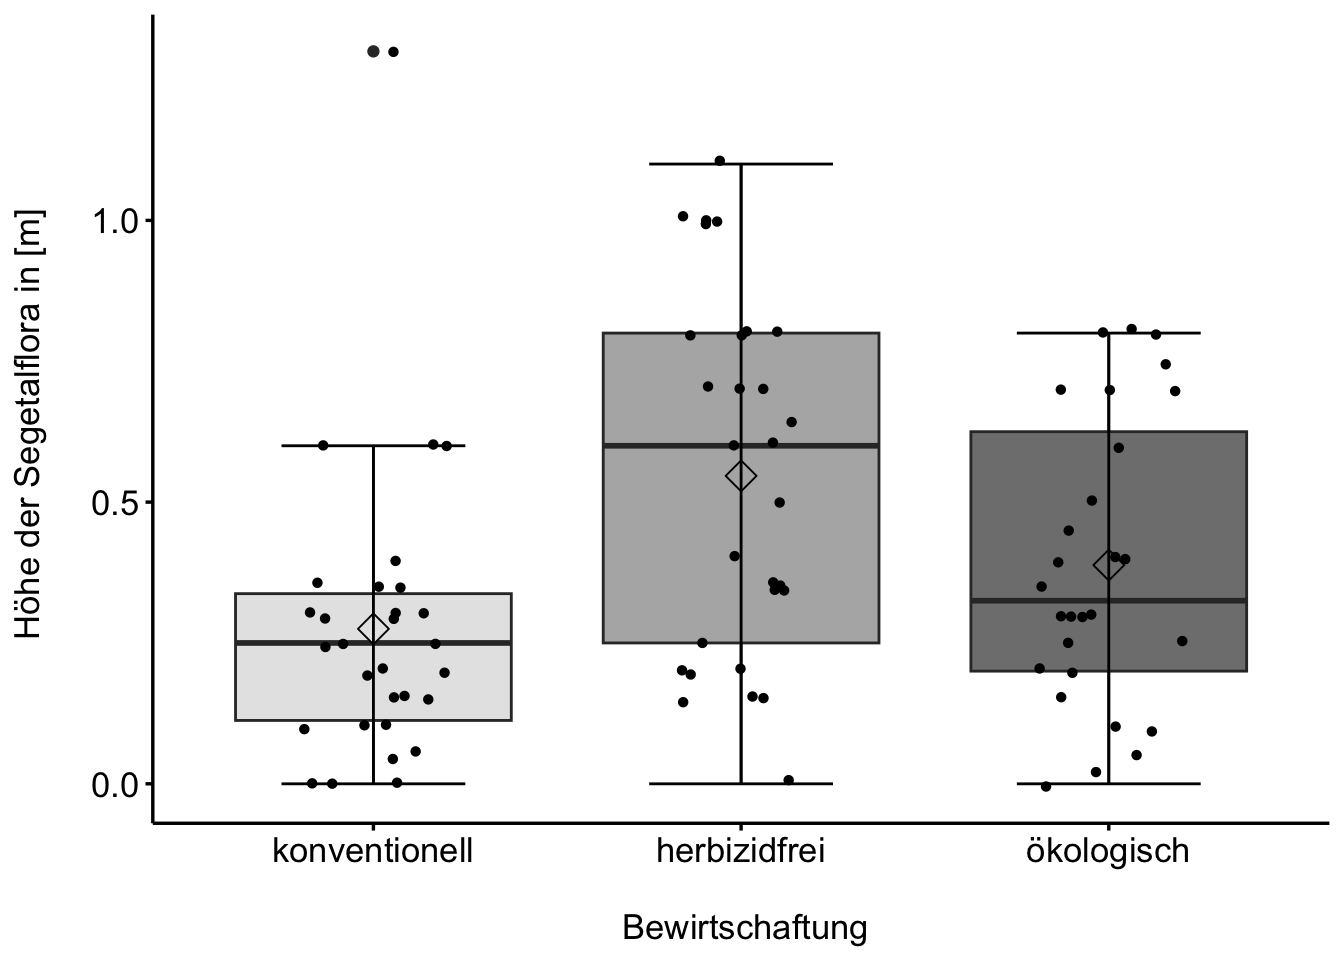 Höhe der Segetalflora in [m]
1.0
0.5
0.0
konventionell herbizidfrei ökologisch
Bewirtschaftung